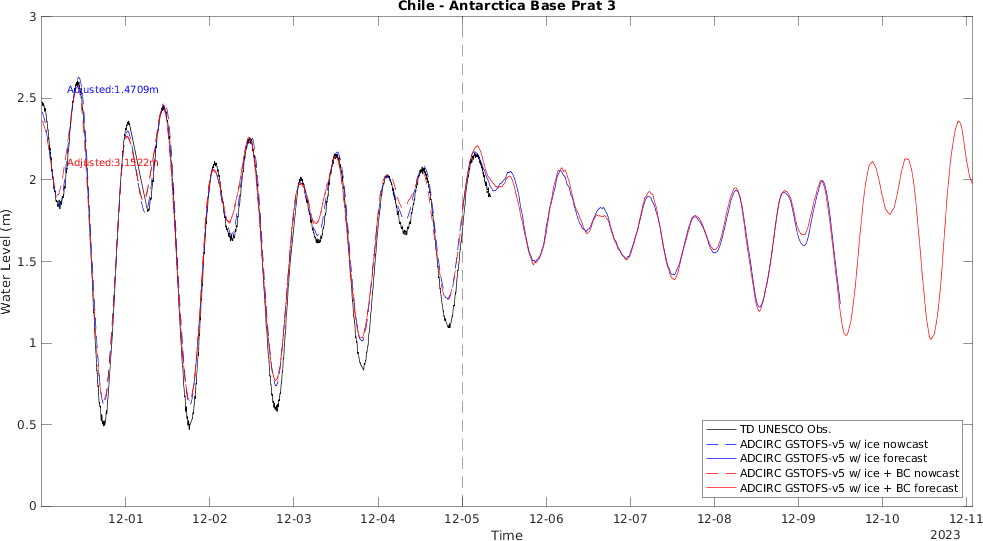 Chile - Antarctica Base Prat 3
Water Level (m)
3
2.5
2
1.5
1
0.5
0
Adjusted:1.4709m
Adjusted:3.1522m
12-01
12-02
12-03
12-04
12-05
12-06
12-07
12-08
12-09
12-10
12-11
2023
Time
TD UNESCO Obs.
ADCIRC GSTOFS-v5 w/ ice nowcast
ADCIRC GSTOFS-v5 w/ ice forecast
ADCIRC GSTOFS-v5 w/ ice + BC nowcast
ADCIRC GSTOFS-v5 w/ ice + BC forecast